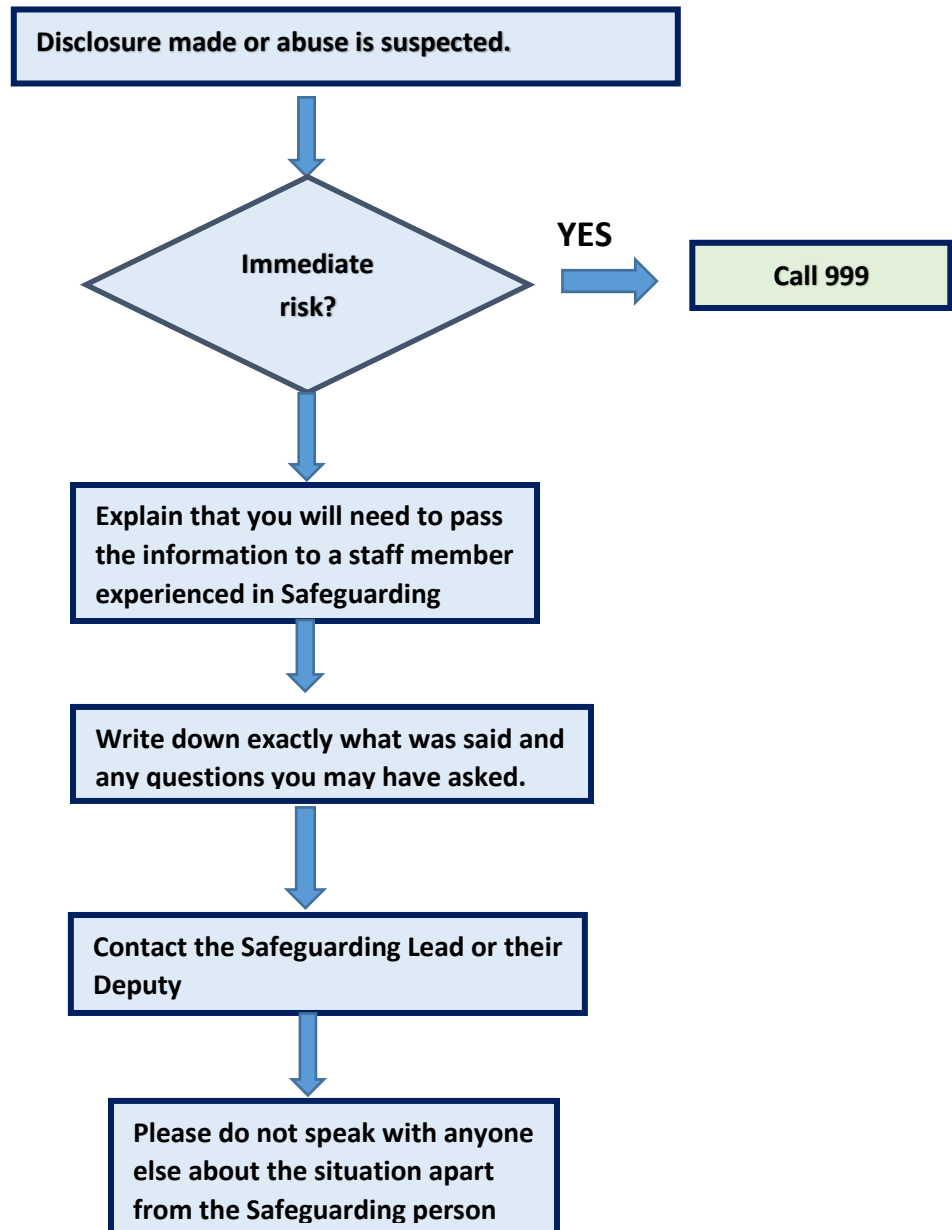 Disclosure made or abuse is suspected.
Immediate
risk?
YES
Call 999
Explain that you will need to pass
the information to a staff member
experienced in Safeguarding
Write down exactly what was said and
any questions you may have asked.
Contact the Safeguarding Lead or their
Deputy
Please do not speak with anyone
else about the situation apart
from the Safeguarding person